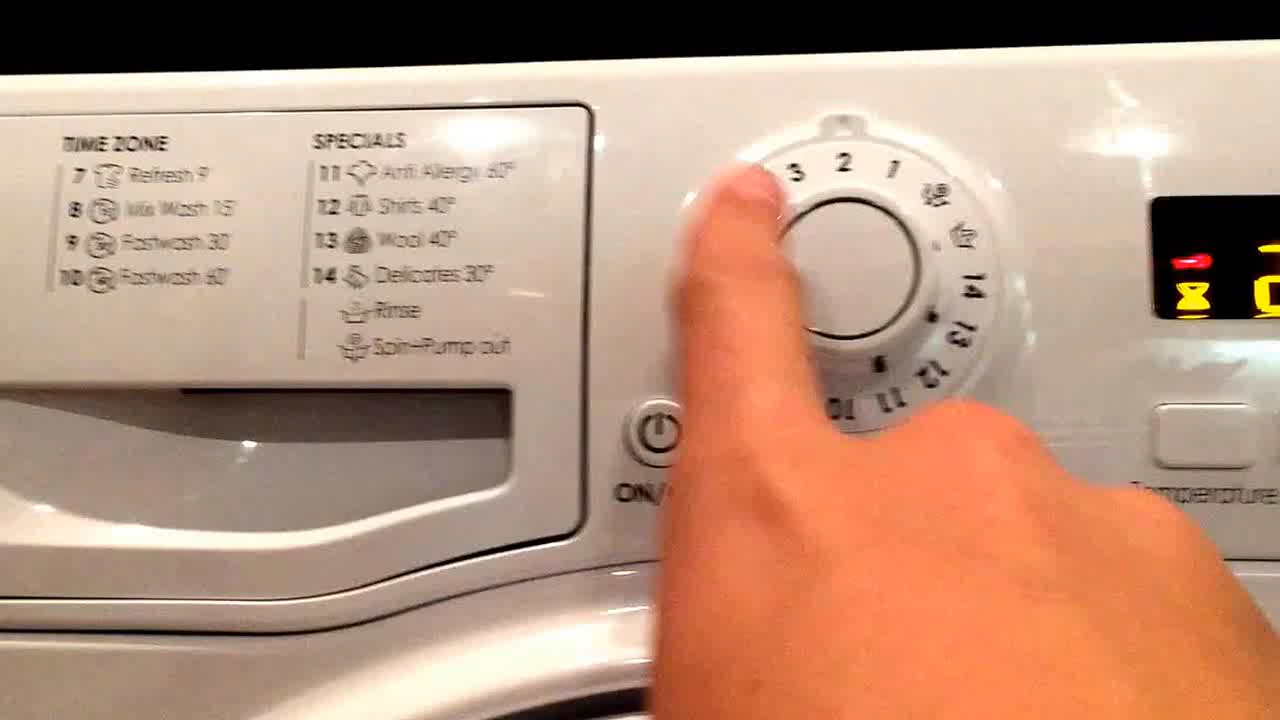 TIME ZONE
7 Refresh 9'
8 Mix Wash 15'
9 Fastwash 30'
10 Fastwash 60'
SPECIALS
11 Anti Allergy 60°
12 Shirts 40°
13 Wool 40°
14 Delicates 30°
Rinse
Spin+Pump out
3 2 1
14
13
12
11
10
ON/
Temperature